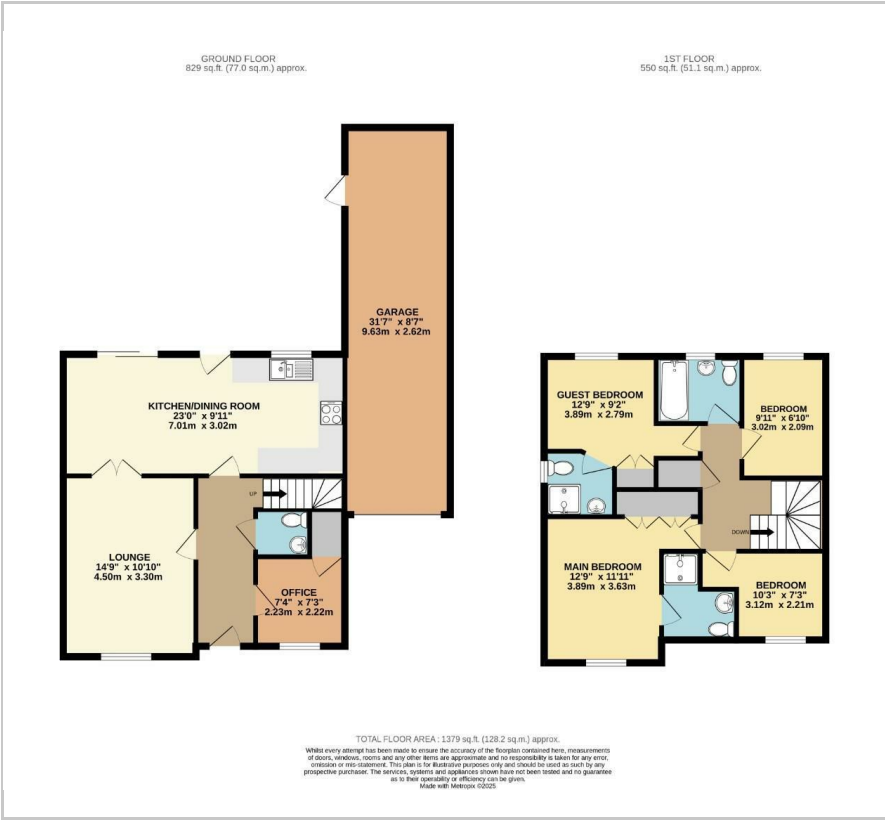 GROUND FLOOR
829 sq.ft. (77.0 sq.m.) approx.
1ST FLOOR
550 sq.ft. (51.1 sq.m.) approx.
GARAGE
31'7" x 8'7"
9.63m x 2.62m
KITCHEN/DINING ROOM
23'0" x 9'11"
7.01m x 3.02m
UP
LOUNGE
14'9" x 10'10"
4.50m x 3.30m
OFFICE
7'4" x 7'3"
2.23m x 2.22m
GUEST BEDROOM
12'9" x 9'2"
3.89m x 2.79m
BEDROOM
9'11" x 6'10"
3.02m x 2.09m
DOWN
MAIN BEDROOM
12'9" x 11'11"
3.89m x 3.63m
BEDROOM
10'3" x 7'3"
3.12m x 2.21m
TOTAL FLOOR AREA : 1379 sq.ft. (128.2 sq.m.) approx.
Whilst every attempt has been made to ensure the accuracy of the floorplan contained here, measurements
of doors, windows, rooms and any other items are approximate and no responsibility is taken for any error,
omission or mis-statement. This plan is for illustrative purposes only and should be used as such by any
prospective purchaser. The services, systems and appliances shown have not been tested and no guarantee
as to their operability or efficiency can be given.
Made with Metropix ©2025